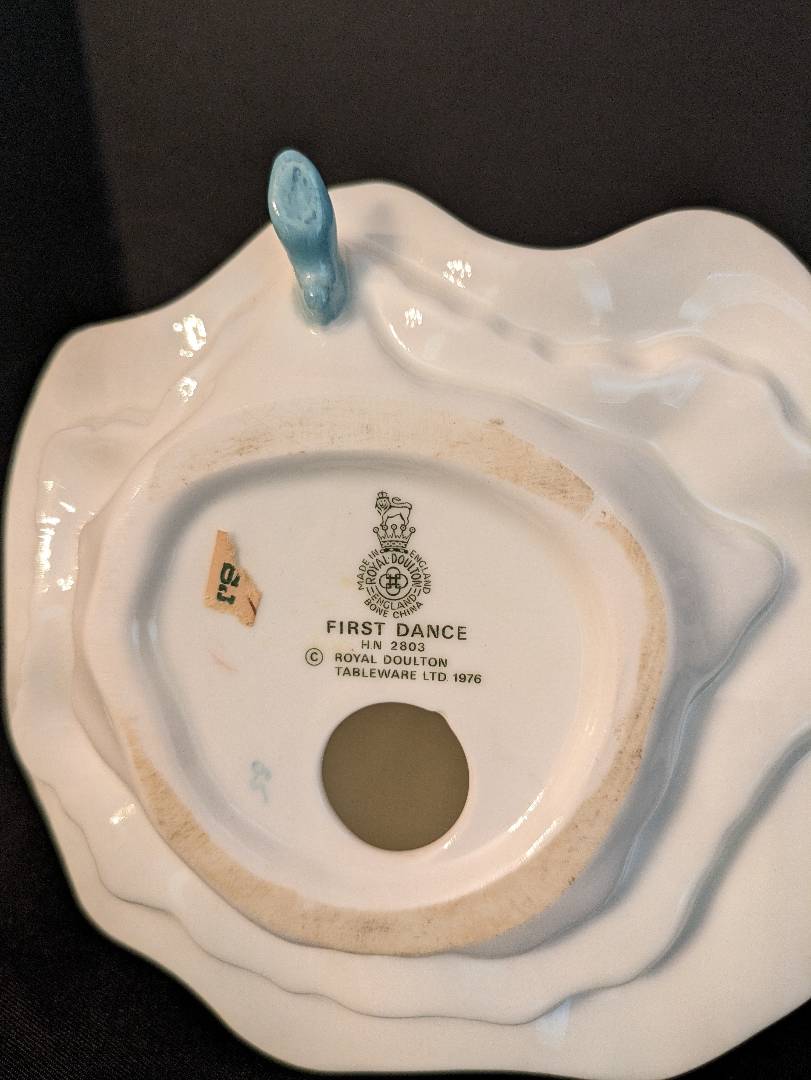 MADE IN ENGLAND
ROYAL·DOULTON
ENGLAND
BONE CHINA
FIRST DANCE
H.N 2803
© ROYAL DOULTON
TABLEWARE LTD. 1976